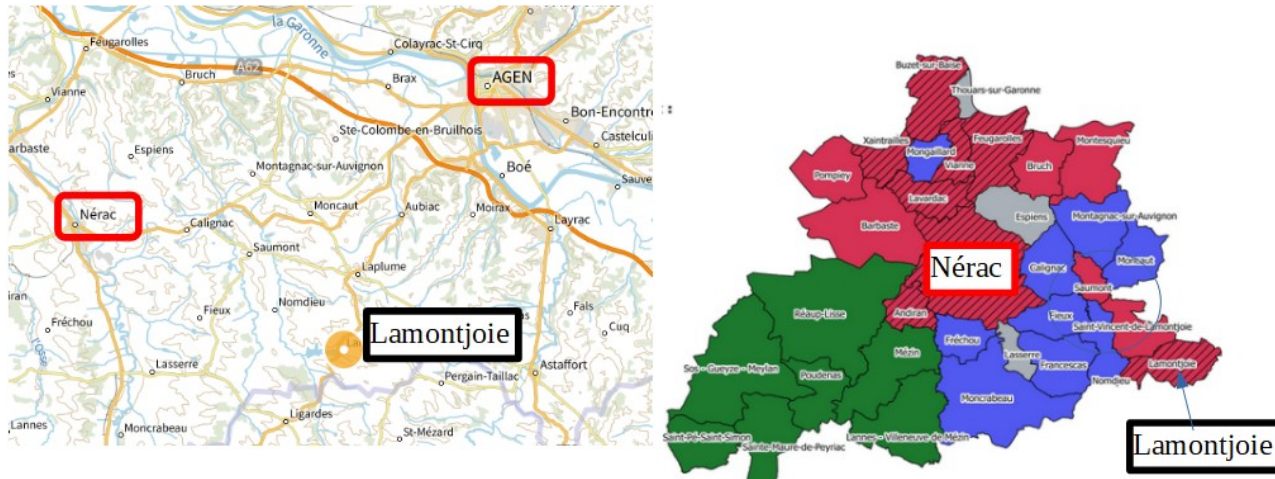 la Garonne
Feugarolles
Colayrac-St-Cirq
A62
Bruch
Brax
AGEN
Vianne
Bon-Encontre
Ste-Colombe-en-Bruilhois
Castelculi
arbaste
Espiens
Montagnac-sur-Auvignon
Boé
Sauve
Nérac
Moncaut
Aubiac
Moirax
Layrac
Calignac
Saumont
Laplume
iran
Nomdieu
Fieux
Fals
Fréchou
Lamontjoie
Cuq
l'Osse
Lasserre
Astaffort
Pergain-Taillac
Ligardes
Lannes
Moncrabeau
St-Mézard
Buzet-sur-Baïse
Thouars-sur-Garonne
Xaintrailles
Feugarolles
Montesquieu
Mongaillard
Vianne
Bruch
Pompiey
Lavardac
Barbaste
Espiens
Montagnac-sur-Auvignon
Nérac
Calignac
Moncaut
Saumont
Réaup-Lisse
Andiran
Fieux
Saint-Vincent-de-Lamontjoie
Fréchou
Mézin
Lasserre
Francescas
Lamontjoie
Sos - Gueyze - Meylan
Poudenas
Nomdieu
Moncrabeau
Saint-Pé-Saint-Simon
Sainte-Maure-de-Peyriac
Lannes - Villeneuve de Mézin
Lamontjoie